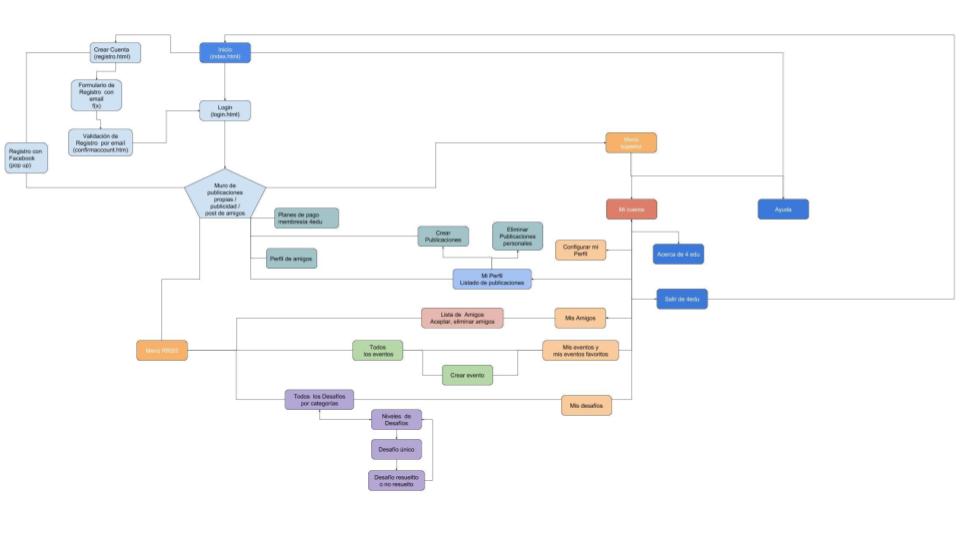 Crear Cuenta
(registro.html)
Inicio
(index.html)
Formulario de
Registro con
email
f(x)
Login
(login.html)
Validación de
Registro por email
(confirmaccount.htm)
Registro con
Facebook
(pop up)
Menú
superior
Muro de
publicaciones
propias /
publicidad /
post de amigos
Mi cuenta
Ayuda
Planes de pago
membresía 4edu
Crear
Publicaciones
Eliminar
Publicaciones
personales
Configurar mi
Perfil
Acerca de 4 edu
Perfil de amigos
Mi Perfil
Listado de publicaciones
Salir de 4edu
Lista de Amigos
Aceptar, eliminar amigos
Mis Amigos
Todos
los eventos
Mis eventos y
mis eventos favoritos
Crear evento
Todos los Desafíos
por categorías
Mis desafíos
Niveles de
Desafíos
Desafío único
Desafío resueltto
o no resuelto